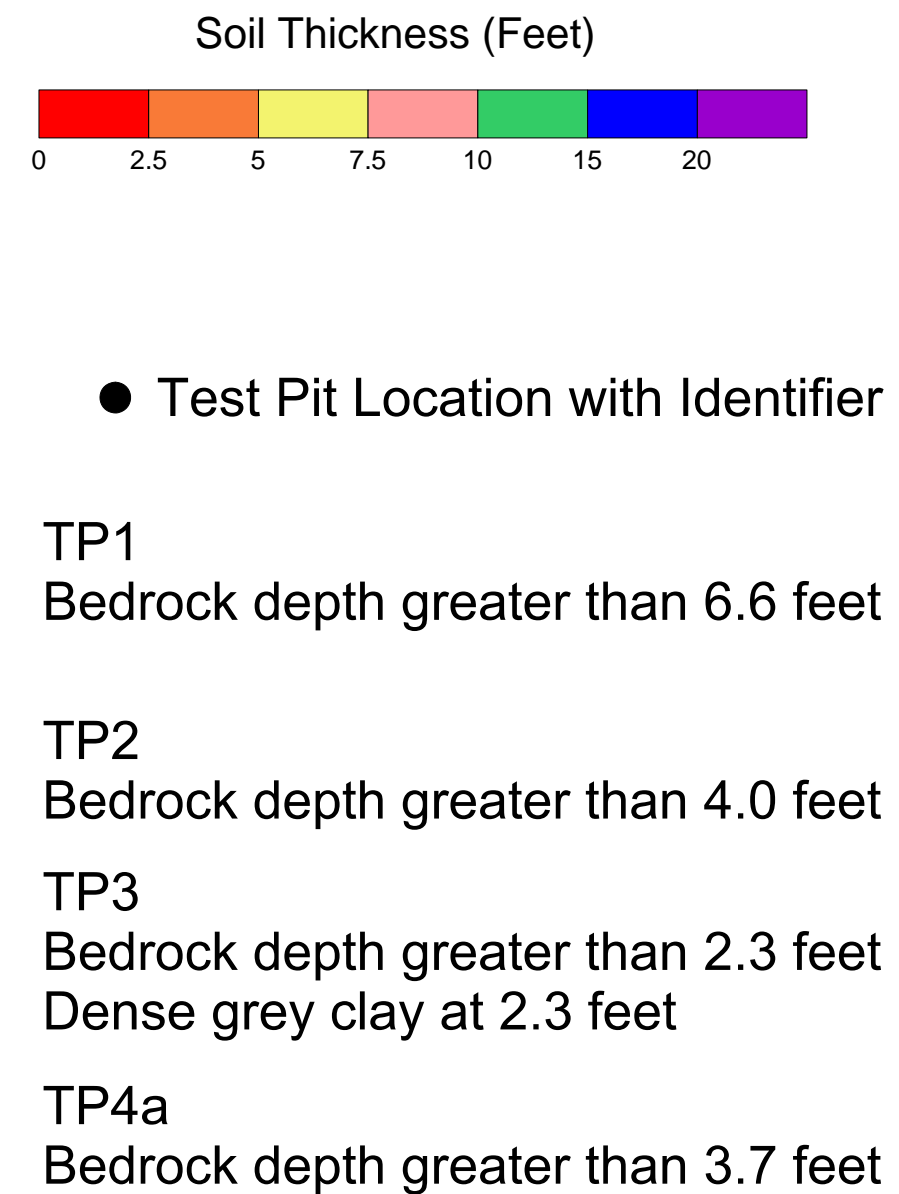 Soil Thickness (Feet)
0 2.5 5 7.5 10 15 20
Test Pit Location with Identifier
TP1
Bedrock depth greater than 6.6 feet
TP2
Bedrock depth greater than 4.0 feet
TP3
Bedrock depth greater than 2.3 feet
Dense grey clay at 2.3 feet
TP4a
Bedrock depth greater than 3.7 feet